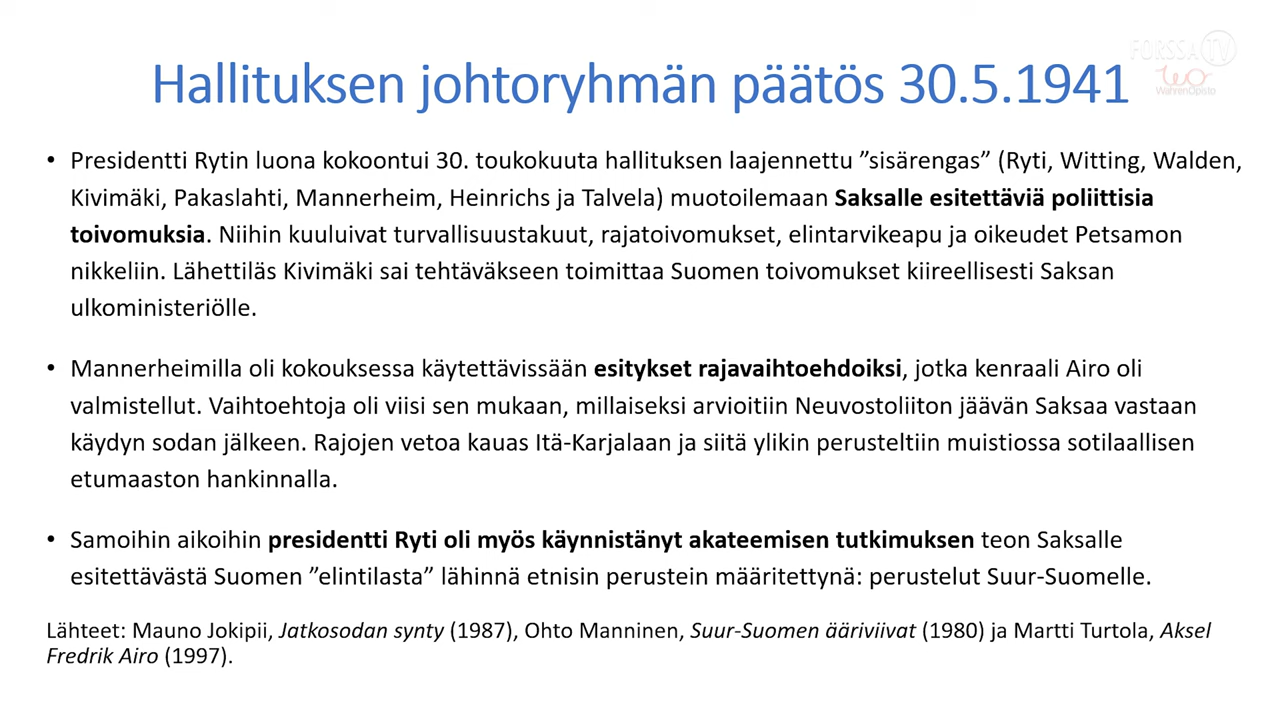 FORSSA TV
teo
Wahren Opisto
Hallituksen johtoryhmän päätös 30.5.1941
• Presidentti Rytin luona kokoontui 30. toukokuuta hallituksen laajennettu ”sisärengas” (Ryti, Witting, Walden,
Kivimäki, Pakaslahti, Mannerheim, Heinrichs ja Talvela) muotoilemaan Saksalle esitettäviä poliittisia
toivomuksia. Niihin kuuluivat turvallisuustakuut, rajatoivomukset, elintarvikeapu ja oikeudet Petsamon
nikkeliin. Lähettiläs Kivimäki sai tehtäväkseen toimittaa Suomen toivomukset kiireellisesti Saksan
ulkoministeriölle.
• Mannerheimilla oli kokouksessa käytettävissään esitykset rajavaihtoehdoiksi, jotka kenraali Airo oli
valmistellut. Vaihtoehtoja oli viisi sen mukaan, millaiseksi arvioitiin Neuvostoliiton jäävän Saksaa vastaan
käydyn sodan jälkeen. Rajojen vetoa kauas Itä-Karjalaan ja siitä ylikin perusteltiin muistiossa sotilaallisen
etumaaston hankinnalla.
• Samoihin aikoihin presidentti Ryti oli myös käynnistänyt akateemisen tutkimuksen teon Saksalle
esitettävästä Suomen ”elintilasta” lähinnä etnisin perustein määritettynä: perustelut Suur-Suomelle.
Lähteet: Mauno Jokipii, Jatkosodan synty (1987), Ohto Manninen, Suur-Suomen ääriviivat (1980) ja Martti Turtola, Aksel
Fredrik Airo (1997).